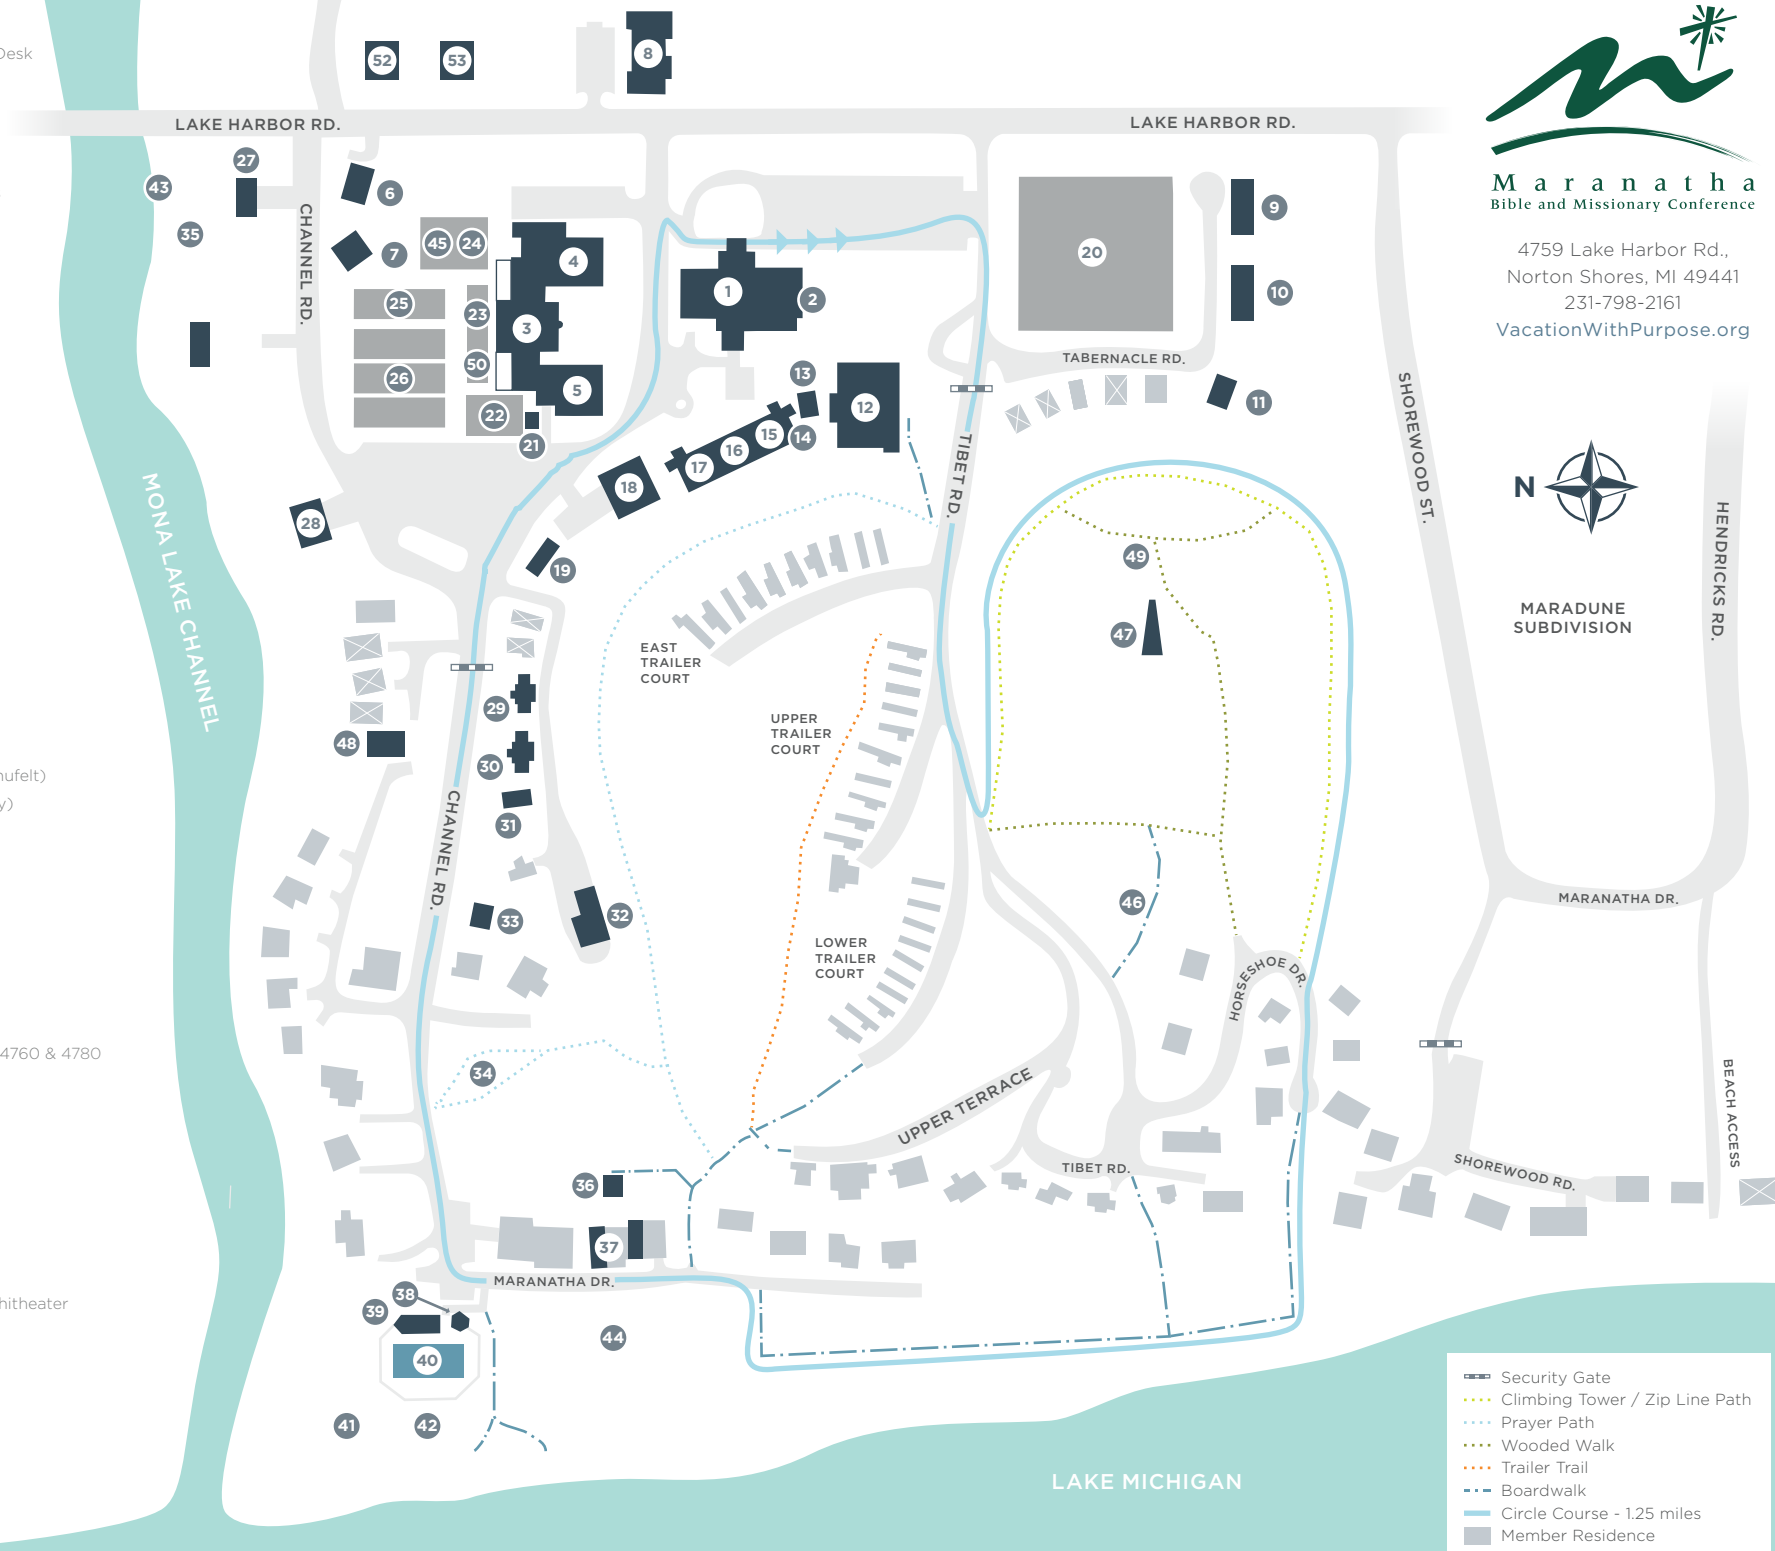 Desk
52
53
8
LAKE HARBOR RD.
LAKE HARBOR RD.
Maranatha
Bible and Missionary Conference
4759 Lake Harbor Rd.,
Norton Shores, MI 49441
231-798-2161
VacationWithPurpose.org
27
43
6
35
CHANNEL RD.
7
45
24
4
25
23
3
26
50
5
22
21
1
2
20
9
10
TABERNACLE RD.
11
13
12
14
15
16
17
18
TIBET RD.
SHOREWOOD ST.
N
HENDRICKS RD.
MARADUNE
SUBDIVISION
MONA LAKE CHANNEL
28
19
49
47
EAST
TRAILER
COURT
UPPER
TRAILER
COURT
29
48
30
31
CHANNEL RD.
nufelt)
y)
33
32
46
LOWER
TRAILER
COURT
MARANATHA DR.
HORSESHOE DR.
4760 & 4780
34
UPPER TERRACE
BEACH ACCESS
TIBET RD.
SHOREWOOD RD.
36
37
MARANATHA DR.
hitheater
38
39
40
44
41
42
LAKE MICHIGAN
Security Gate
Climbing Tower / Zip Line Path
Prayer Path
Wooded Walk
Trailer Trail
Boardwalk
Circle Course - 1.25 miles
Member Residence